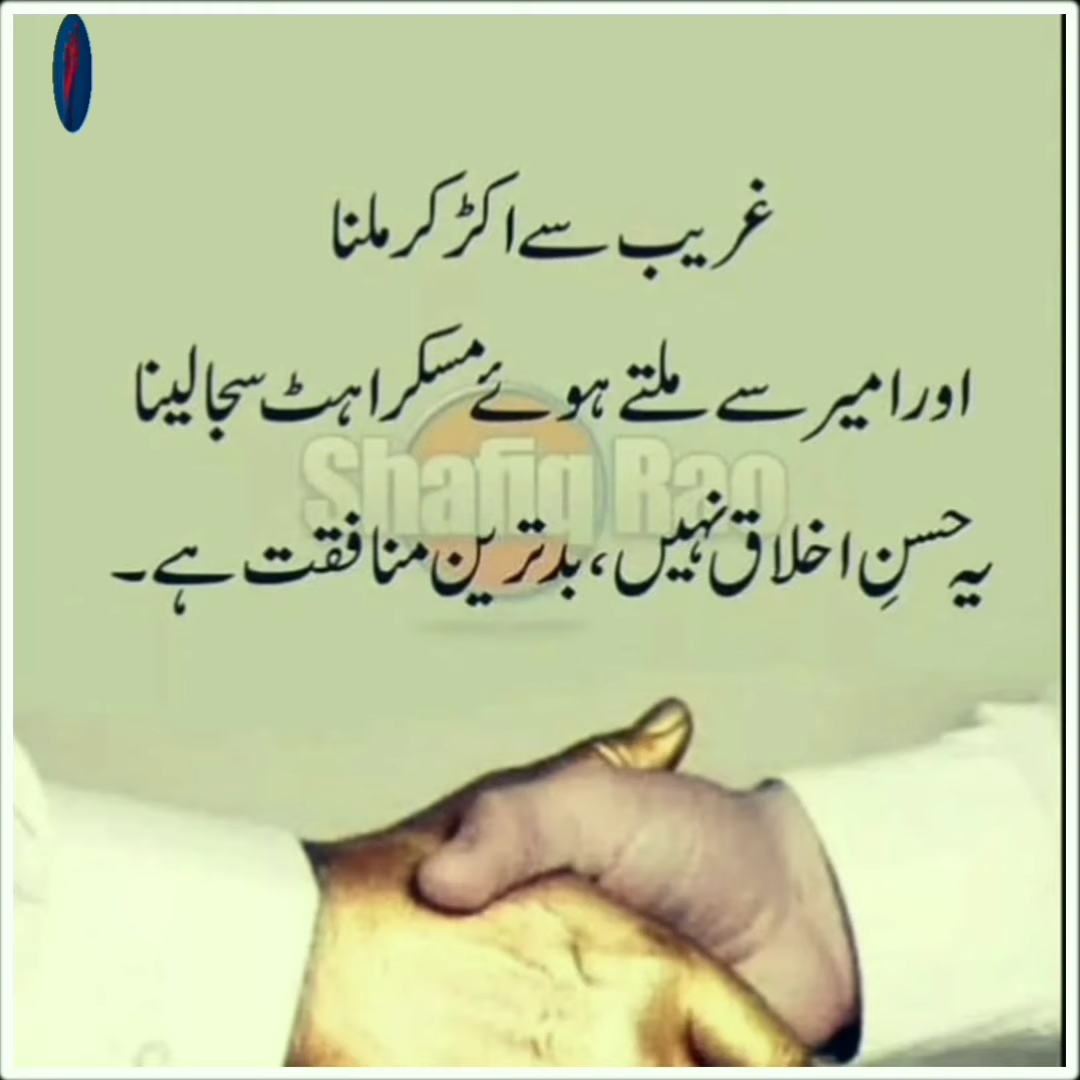 غریب سے اکڑ کر ملنا
اور امیر سے ملتے ہوئے مسکراہٹ سجا لینا
Shafiq Rao
یہ حسنِ اخلاق نہیں، بدترین منافقت ہے۔